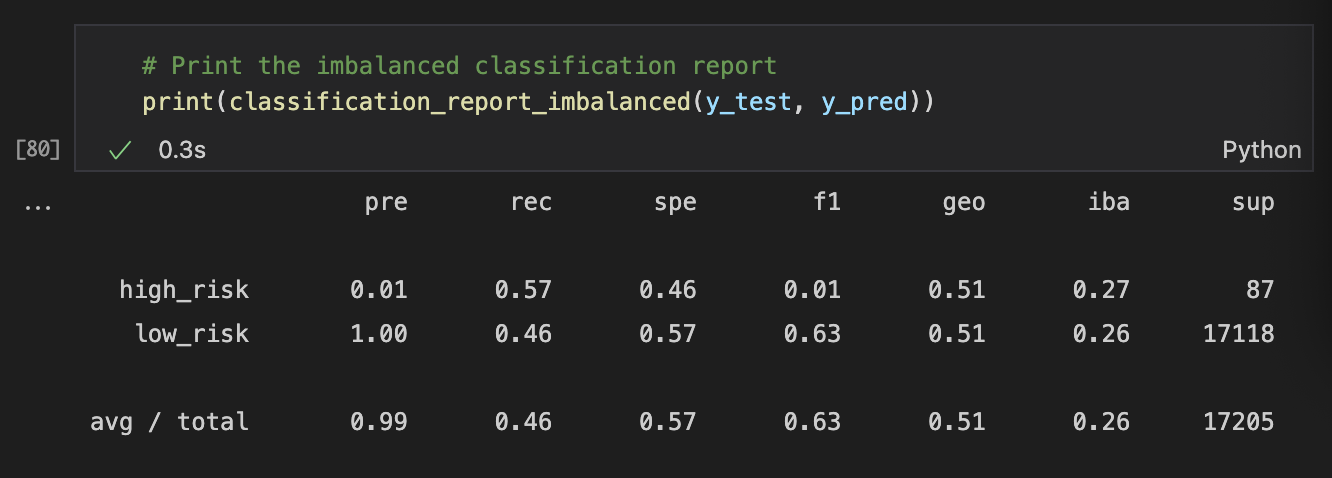 # Print the imbalanced classification report
print(classification_report_imbalanced(y_test, y_pred))
[80] 0.3s Python
... pre rec spe f1 geo iba sup
high_risk 0.01 0.57 0.46 0.01 0.51 0.27 87
low_risk 1.00 0.46 0.57 0.63 0.51 0.26 17118
avg / total 0.99 0.46 0.57 0.63 0.51 0.26 17205